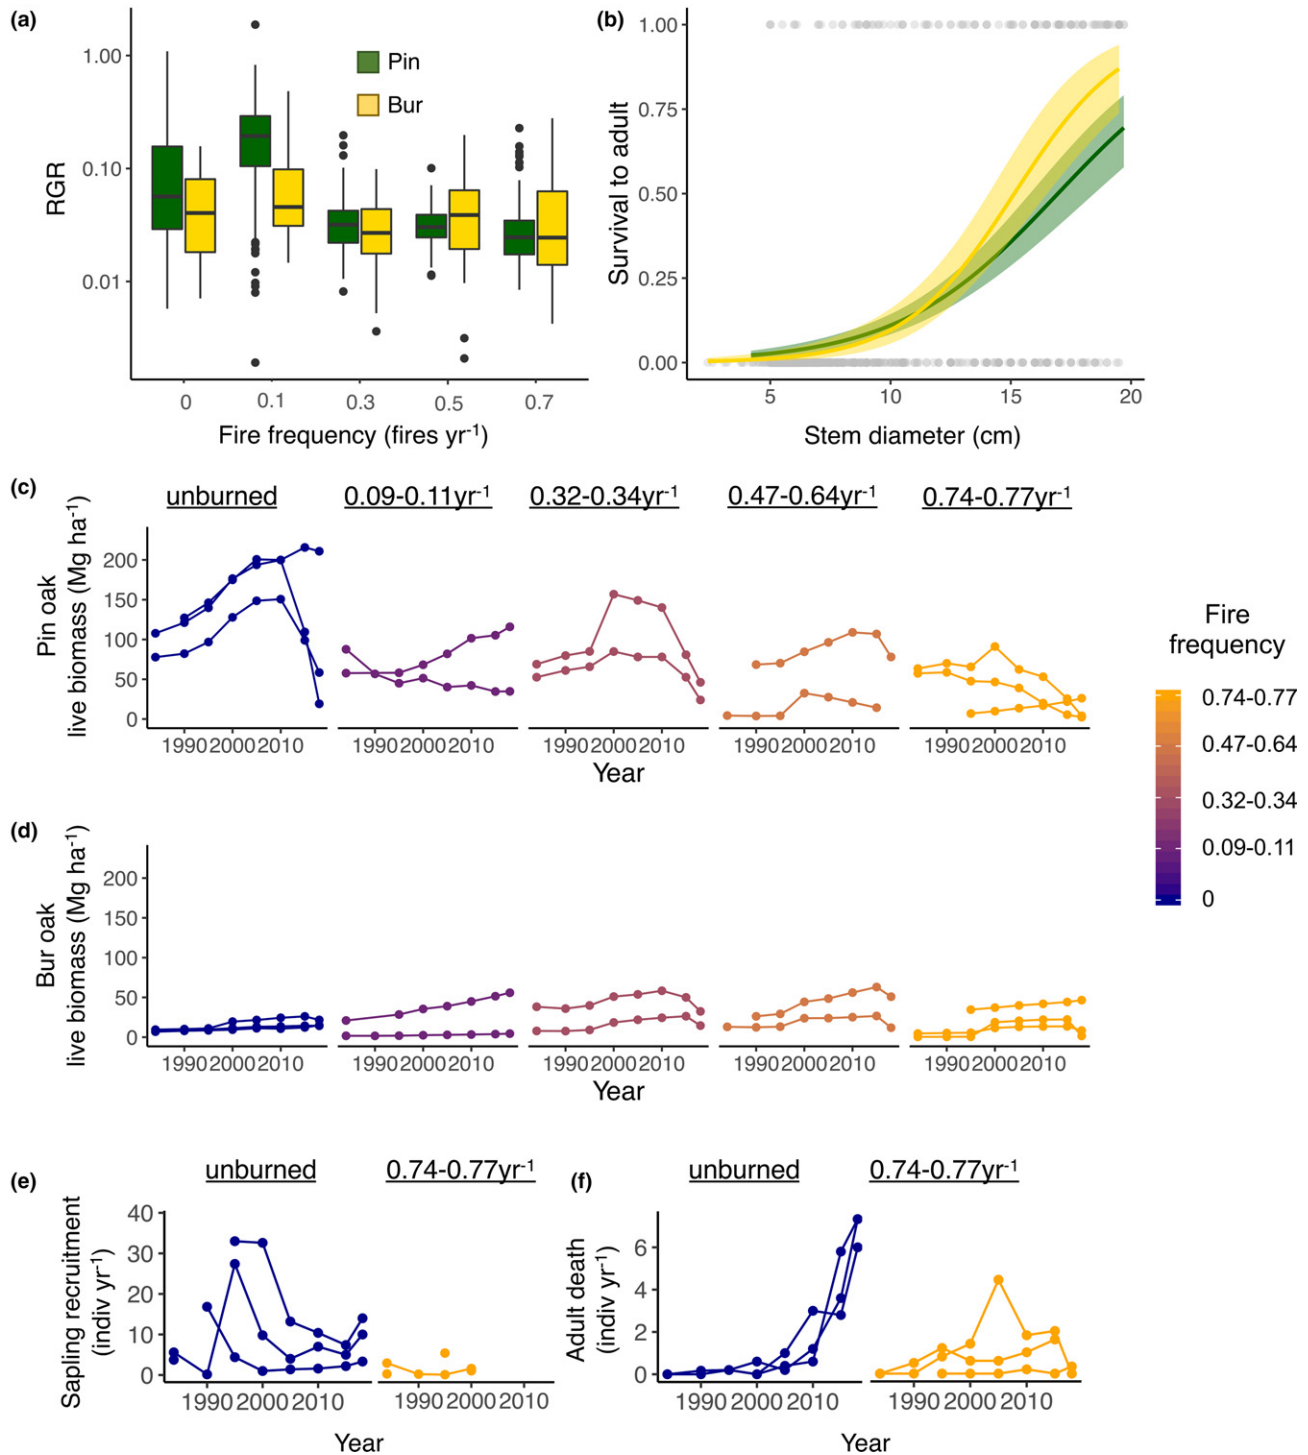 (a)
RGR
1.00
0.10
0.01
Pin
Bur
0 0.1 0.3 0.5 0.7
Fire frequency (fires yr⁻¹)
(b)
Survival to adult
1.00
0.75
0.50
0.25
0.00
5 10 15 20
Stem diameter (cm)
(c)
unburned 0.09-0.11yr⁻¹ 0.32-0.34yr⁻¹ 0.47-0.64yr⁻¹ 0.74-0.77yr⁻¹
Pin oak
live biomass (Mg ha⁻¹)
200
150
100
50
0
1990 2000 2010 1990 2000 2010 1990 2000 2010 1990 2000 2010 1990 2000 2010
Year
Fire
frequency
0.74-0.77
0.47-0.64
0.32-0.34
0.09-0.11
0
(d)
Bur oak
live biomass (Mg ha⁻¹)
200
150
100
50
0
1990 2000 2010 1990 2000 2010 1990 2000 2010 1990 2000 2010 1990 2000 2010
Year
(e)
unburned 0.74-0.77yr⁻¹
Sapling recruitment
(indiv yr⁻¹)
40
30
20
10
0
1990 2000 2010 1990 2000 2010
Year
(f)
unburned 0.74-0.77yr⁻¹
Adult death
(indiv yr⁻¹)
6
4
2
0
1990 2000 2010 1990 2000 2010
Year